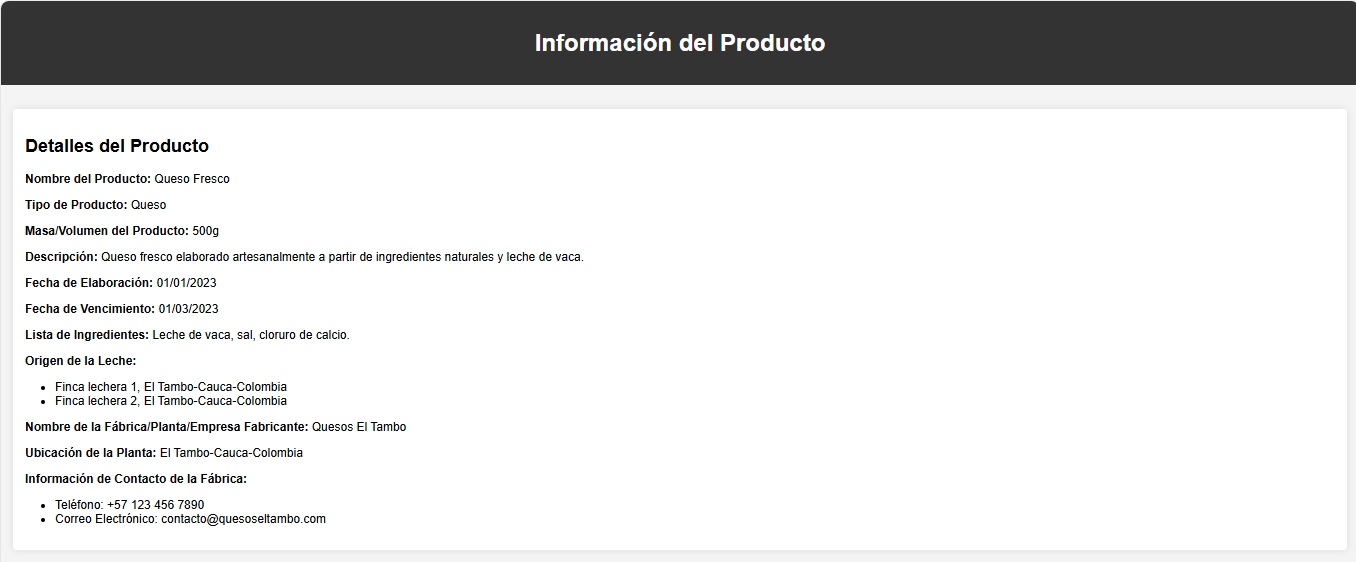 Información del Producto
Detalles del Producto
Nombre del Producto: Queso Fresco
Tipo de Producto: Queso
Masa/Volumen del Producto: 500g
Descripción: Queso fresco elaborado artesanalmente a partir de ingredientes naturales y leche de vaca.
Fecha de Elaboración: 01/01/2023
Fecha de Vencimiento: 01/03/2023
Lista de Ingredientes: Leche de vaca, sal, cloruro de calcio.
Origen de la Leche:
• Finca lechera 1, El Tambo-Cauca-Colombia
• Finca lechera 2, El Tambo-Cauca-Colombia
Nombre de la Fábrica/Planta/Empresa Fabricante: Quesos El Tambo
Ubicación de la Planta: El Tambo-Cauca-Colombia
Información de Contacto de la Fábrica:
• Teléfono: +57 123 456 7890
• Correo Electrónico: contacto@quesoseltambo.com